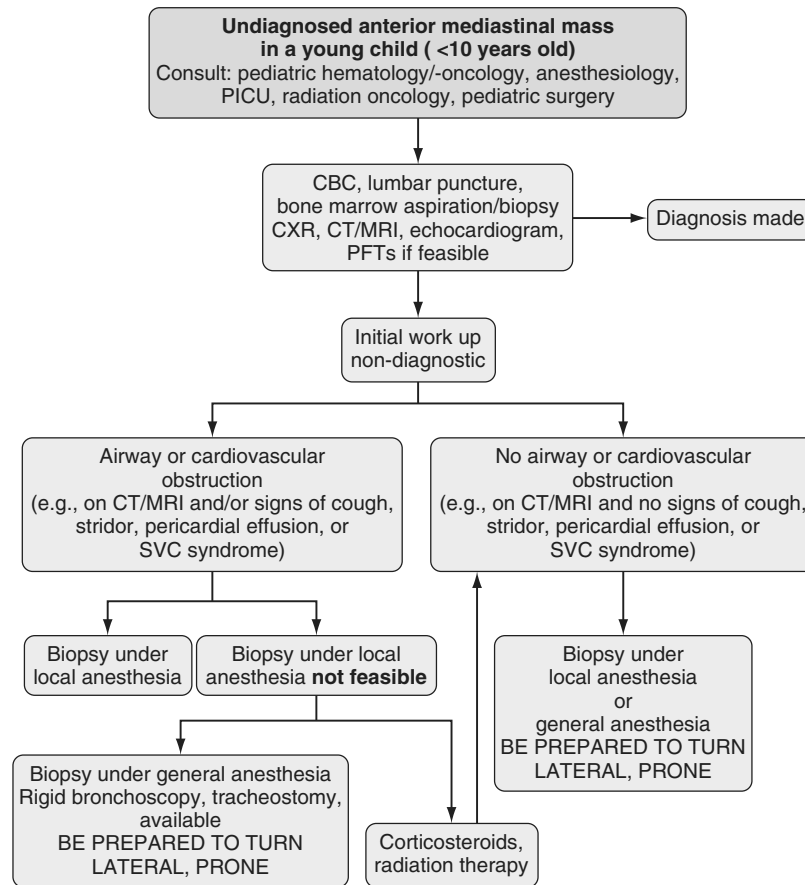 Undiagnosed anterior mediastinal mass
in a young child ( <10 years old)
Consult: pediatric hematology/-oncology, anesthesiology,
PICU, radiation oncology, pediatric surgery
CBC, lumbar puncture,
bone marrow aspiration/biopsy
CXR, CT/MRI, echocardiogram,
PFTs if feasible
Diagnosis made
Initial work up
non-diagnostic
Airway or cardiovascular
obstruction
(e.g., on CT/MRI and/or signs of cough,
stridor, pericardial effusion, or
SVC syndrome)
No airway or cardiovascular
obstruction
(e.g., on CT/MRI and no signs of cough,
stridor, pericardial effusion, or
SVC syndrome)
Biopsy under
local anesthesia
Biopsy under local
anesthesia not feasible
Biopsy under
local anesthesia
or
general anesthesia
BE PREPARED TO TURN
LATERAL, PRONE
Biopsy under general anesthesia
Rigid bronchoscopy, tracheostomy,
available
BE PREPARED TO TURN
LATERAL, PRONE
Corticosteroids,
radiation therapy